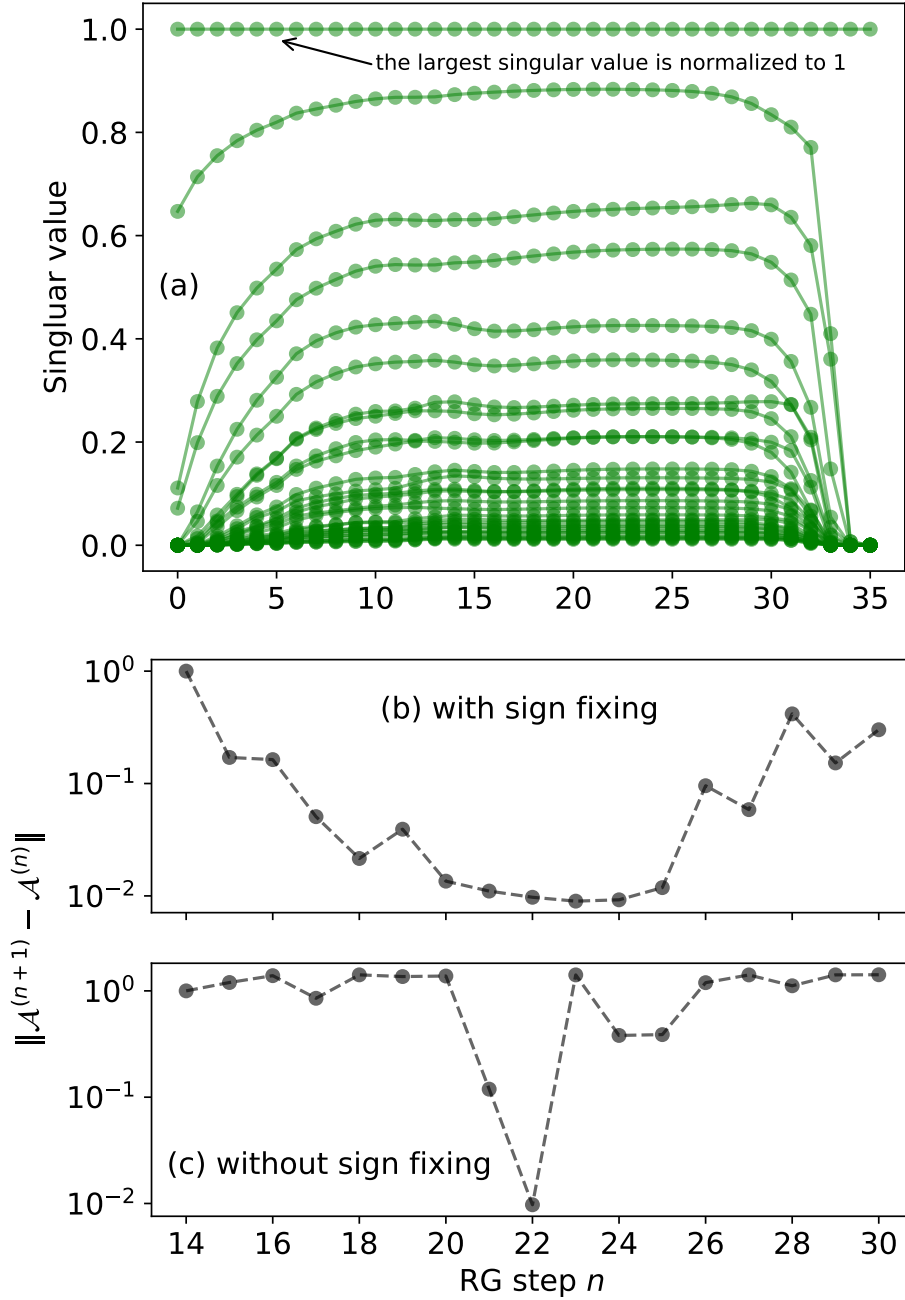 1.0
the largest singular value is normalized to 1
0.8
0.6
(a)
0.4
0.2
0.0
Singluar value
0 5 10 15 20 25 30 35
10^0
(b) with sign fixing
10^-1
10^-2
10^0
10^-1
(c) without sign fixing
10^-2
‖𝒜^(n+1) − 𝒜^(n)‖
14 16 18 20 22 24 26 28 30
RG step n